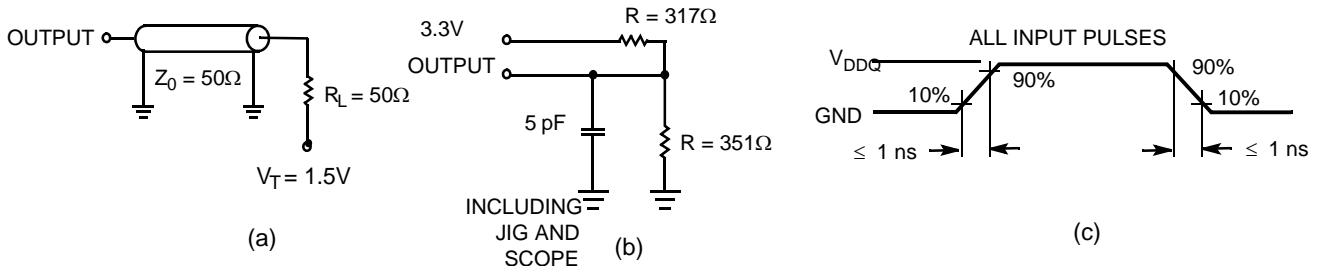 OUTPUT
Z0 = 50Ω
RL = 50Ω
VT = 1.5V
(a)
R = 317Ω
3.3V
OUTPUT
5 pF
R = 351Ω
INCLUDING
JIG AND
SCOPE
(b)
ALL INPUT PULSES
VDDQ
90%
90%
10%
10%
GND
≤ 1 ns
≤ 1 ns
(c)